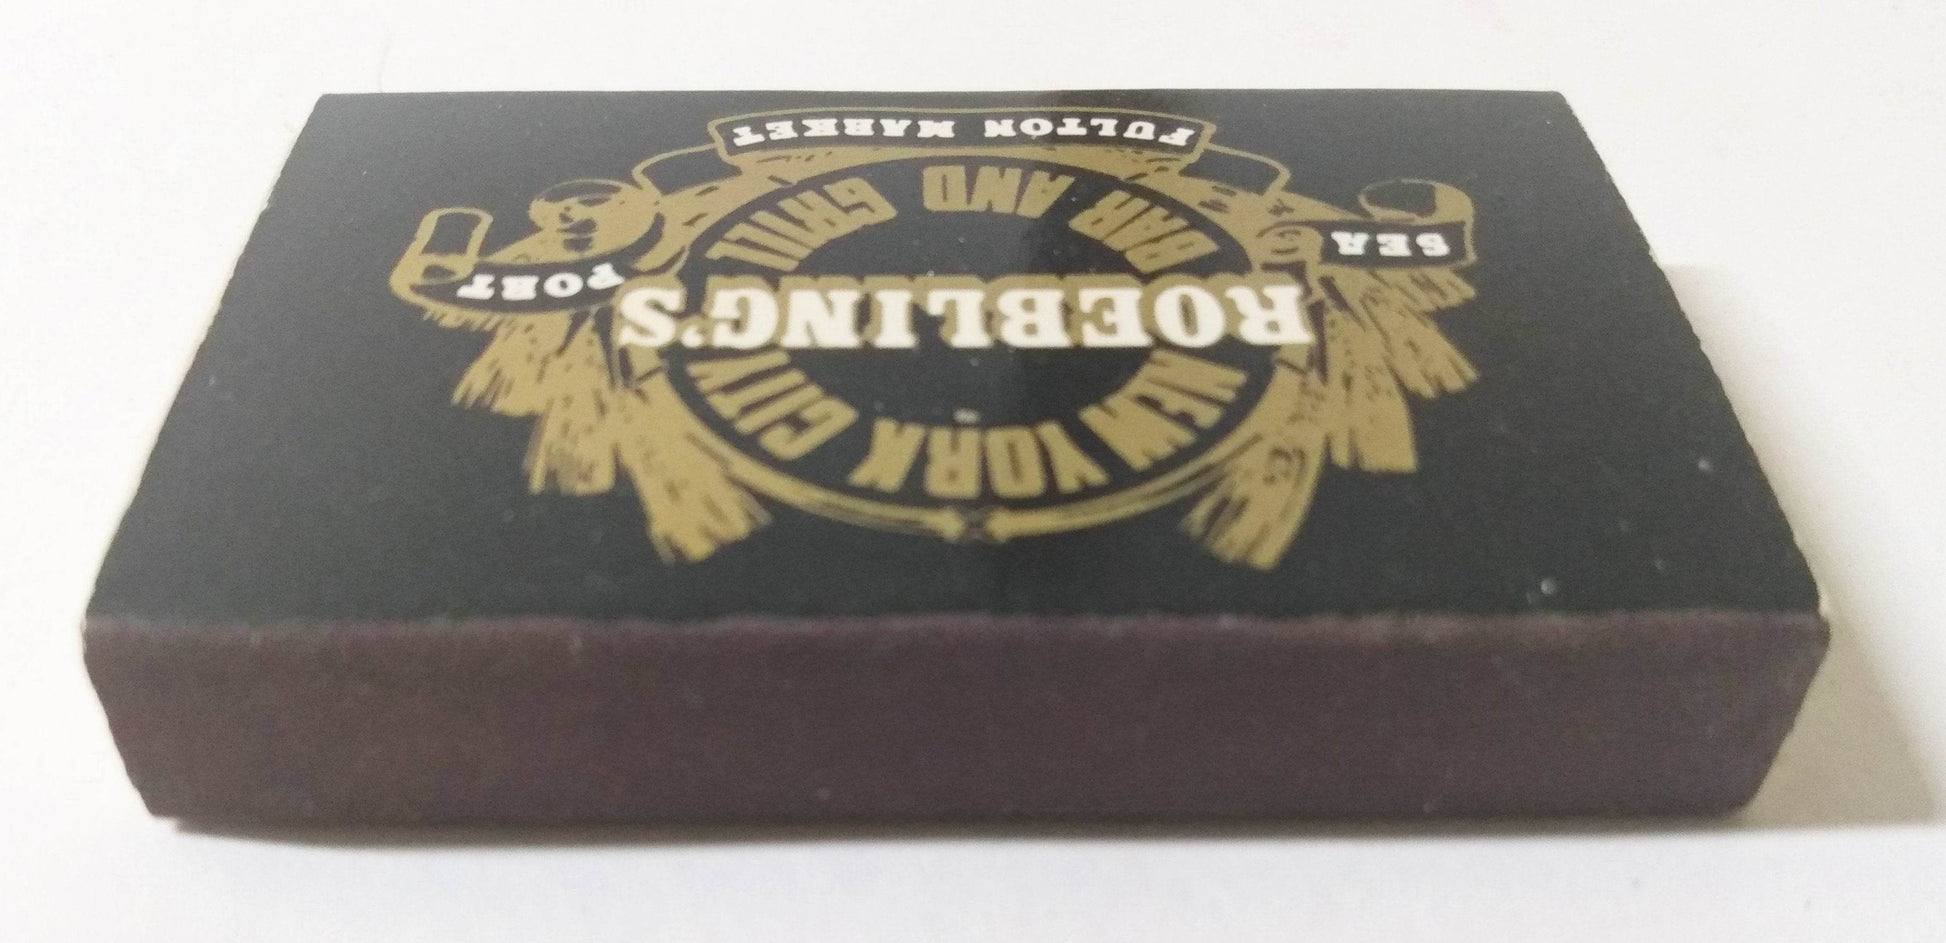 NEW YORK CITY
SEA
ROEBLING'S
PORT
BAR AND GRILL
FULTON MARKET